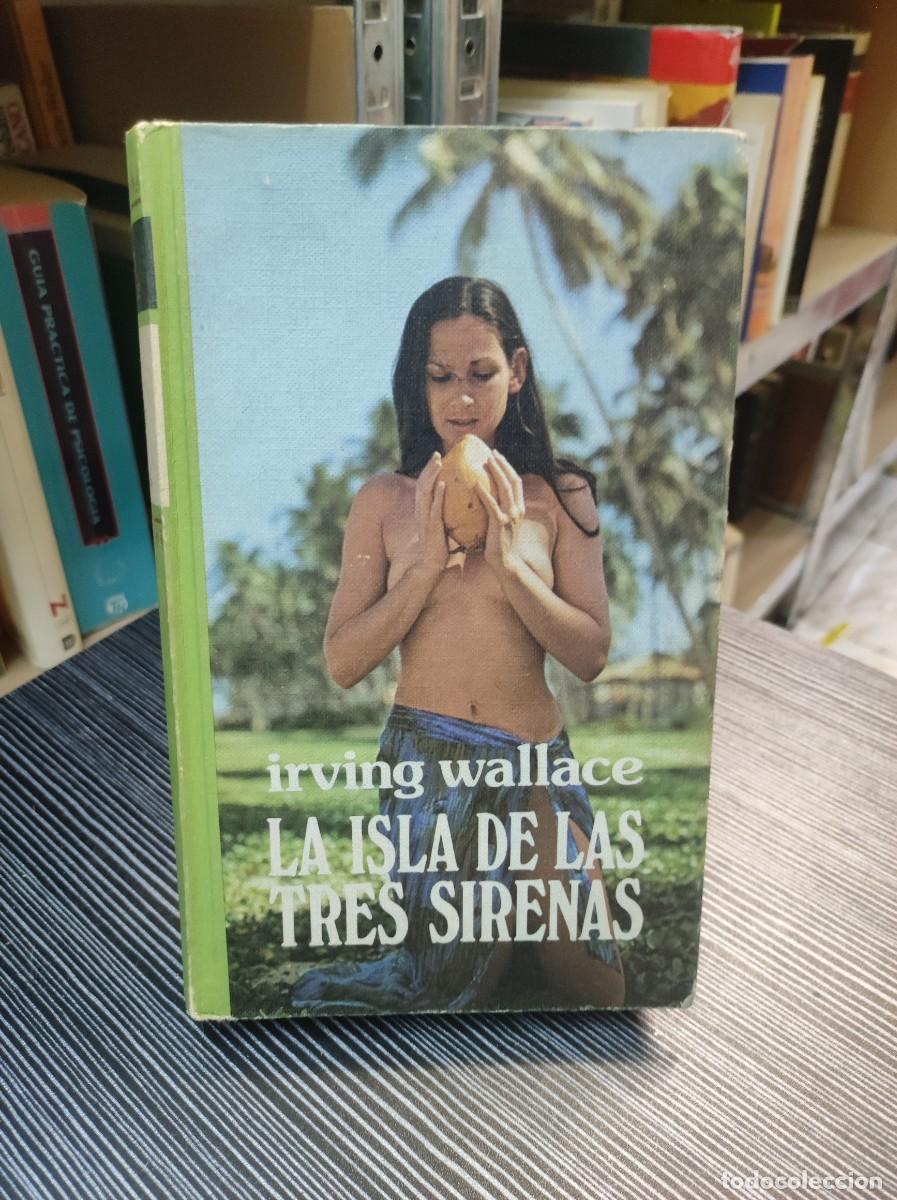 irving wallace
LA ISLA DE LAS
TRES SIRENAS
GUIA PRACTICA DE PSICOLOGIA
Z
todocoleccion